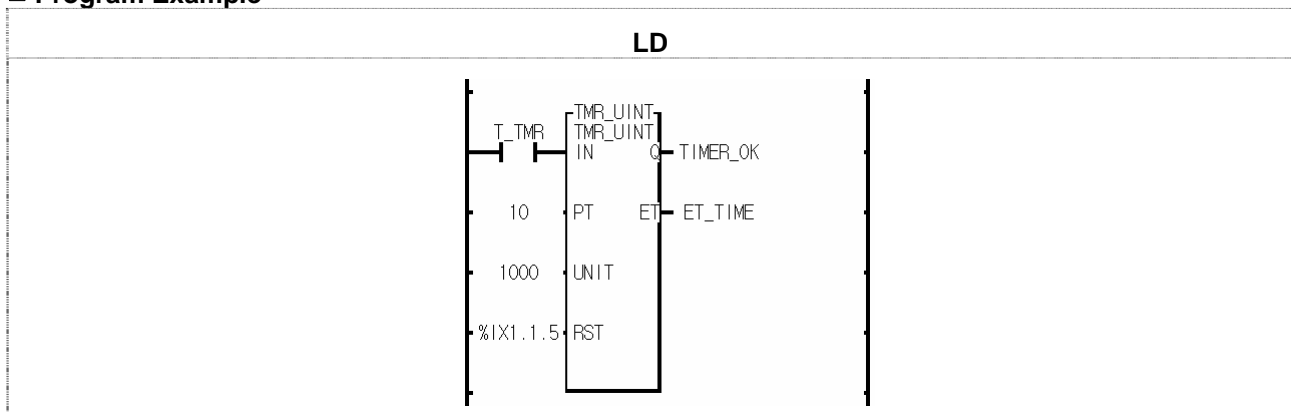 Program Example
LD
TMR_UINT
T_TMR TMR_UINT
IN Q TIMER_OK
10 PT ET ET_TIME
1000 UNIT
%IX1.1.5 RST